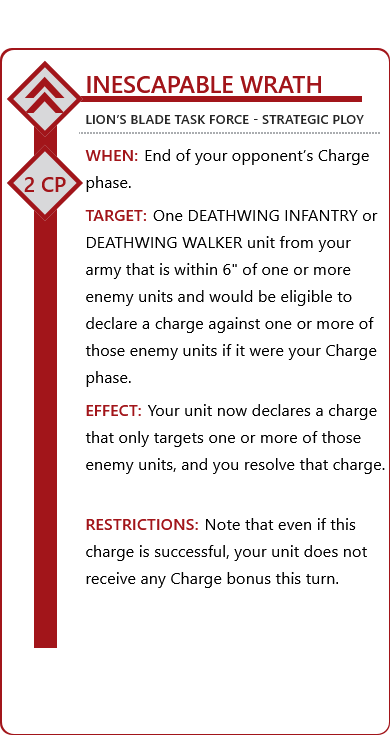 INESCAPABLE WRATH
LION’S BLADE TASK FORCE - STRATEGIC PLOY
2 CP
WHEN: End of your opponent’s Charge
phase.
TARGET: One DEATHWING INFANTRY or
DEATHWING WALKER unit from your
army that is within 6" of one or more
enemy units and would be eligible to
declare a charge against one or more of
those enemy units if it were your Charge
phase.
EFFECT: Your unit now declares a charge
that only targets one or more of those
enemy units, and you resolve that charge.
RESTRICTIONS: Note that even if this
charge is successful, your unit does not
receive any Charge bonus this turn.